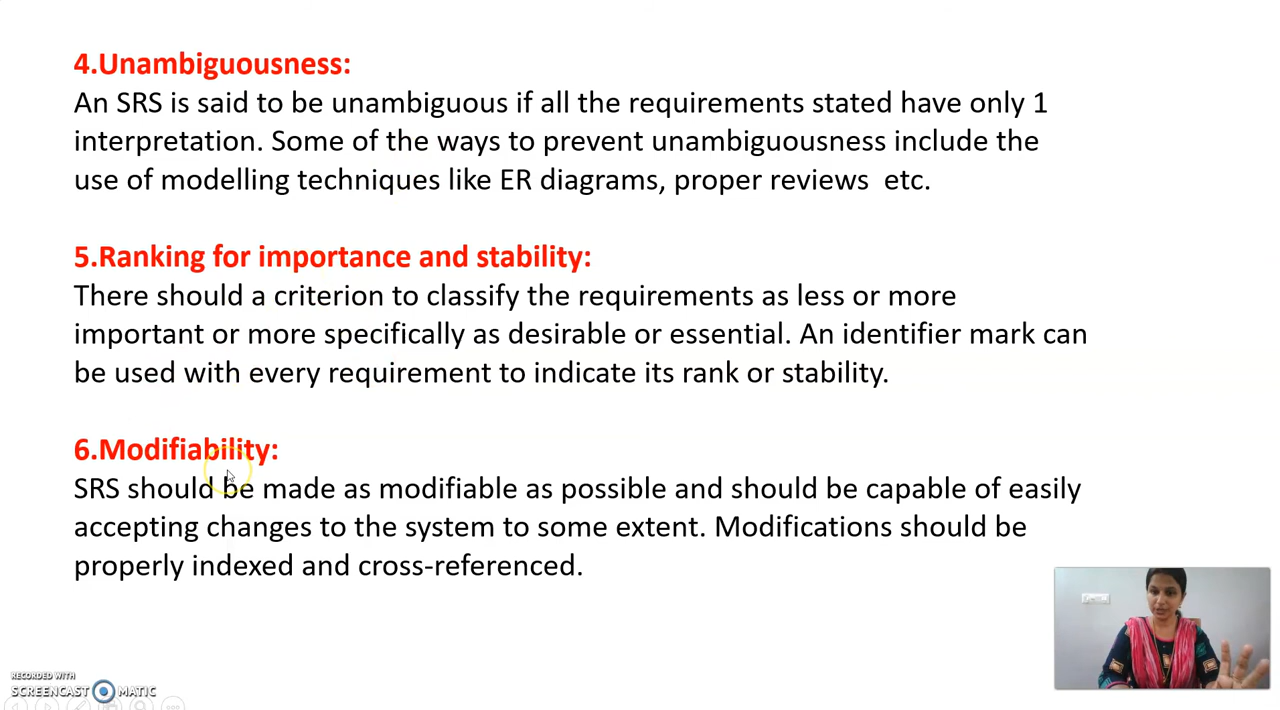 4.Unambiguousness:
An SRS is said to be unambiguous if all the requirements stated have only 1
interpretation. Some of the ways to prevent unambiguousness include the
use of modelling techniques like ER diagrams, proper reviews  etc.
5.Ranking for importance and stability:
There should a criterion to classify the requirements as less or more
important or more specifically as desirable or essential. An identifier mark can
be used with every requirement to indicate its rank or stability.
6.Modifiability:
SRS should be made as modifiable as possible and should be capable of easily
accepting changes to the system to some extent. Modifications should be
properly indexed and cross-referenced.
RECORDED WITH
SCREENCAST MATIC